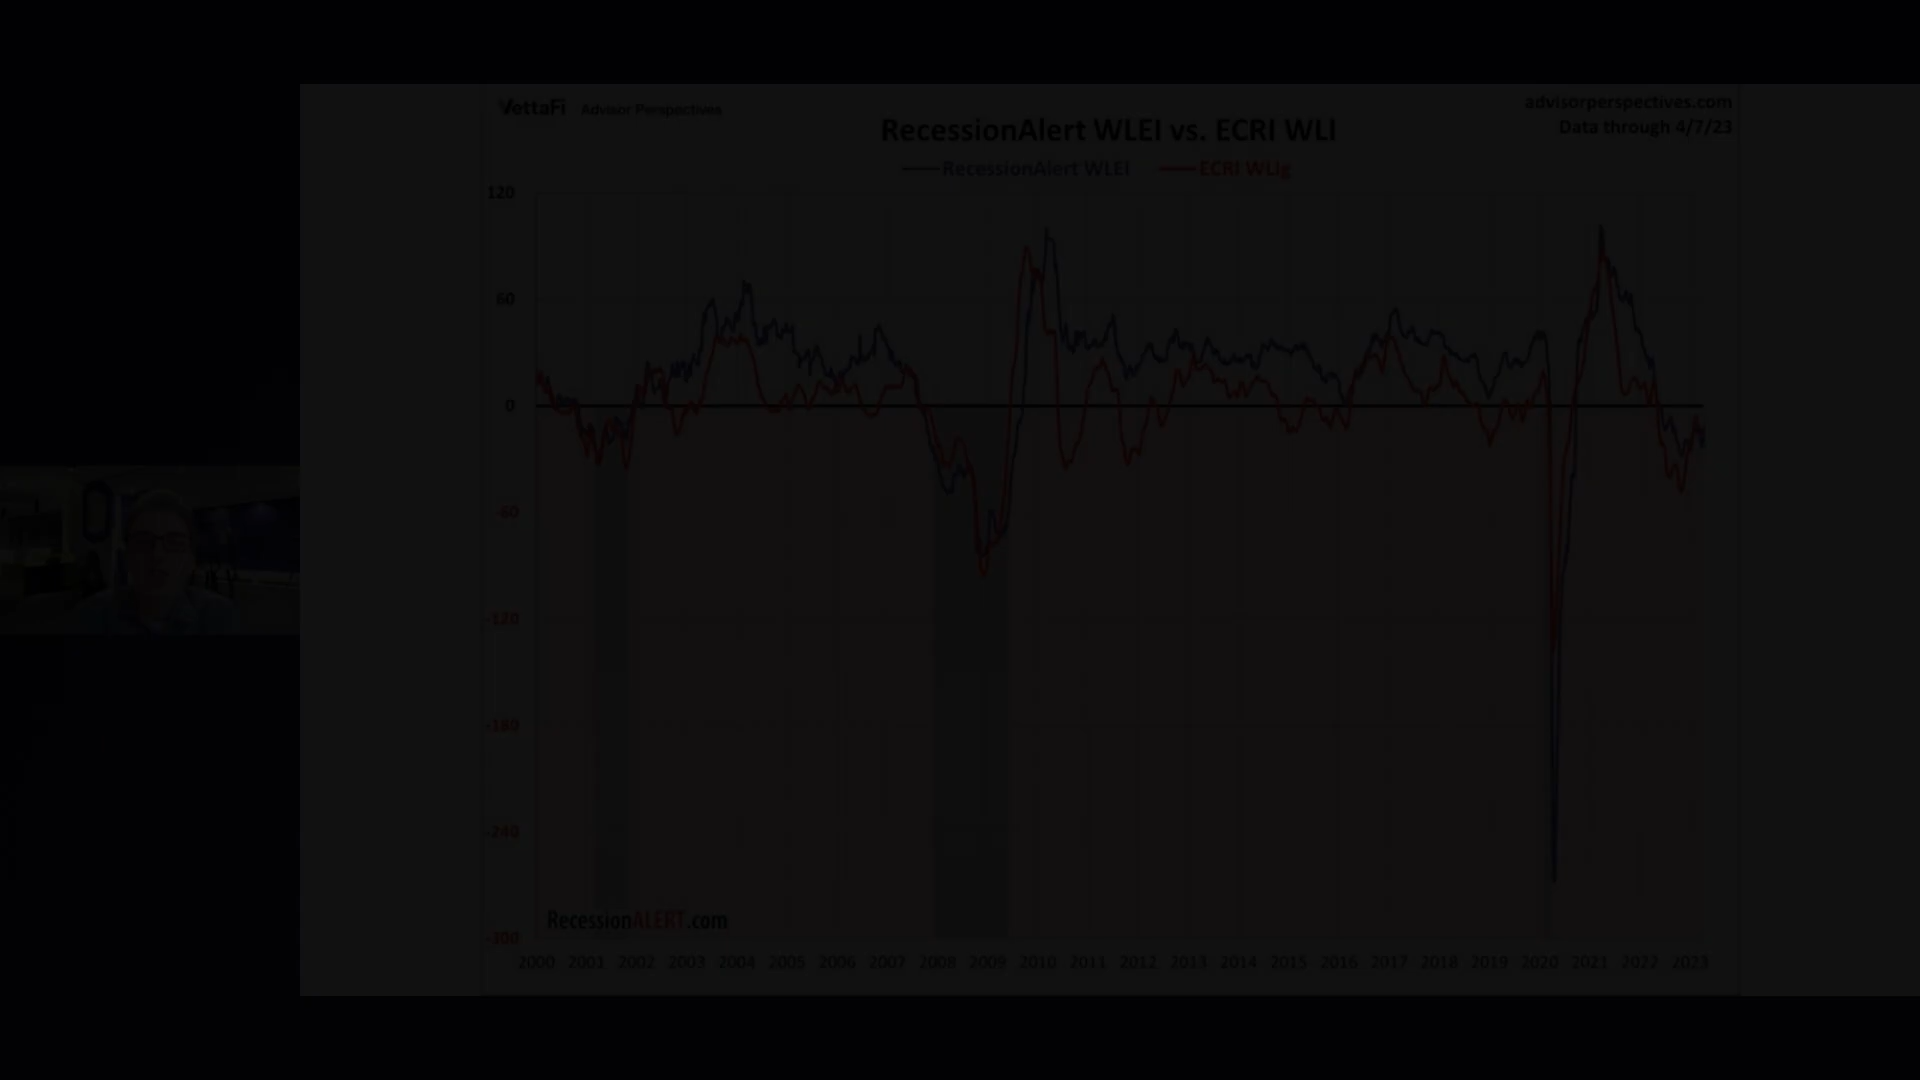 VettaFi Advisor Perspectives
advisorperspectives.com
Data through 4/7/23
RecessionAlert WLEI vs. ECRI WLI
RecessionAlert WLEI ECRI WLIg
120
60
0
-60
-120
-180
-240
-300
RecessionALERT.com
2000 2001 2002 2003 2004 2005 2006 2007 2008 2009 2010 2011 2012 2013 2014 2015 2016 2017 2018 2019 2020 2021 2022 2023